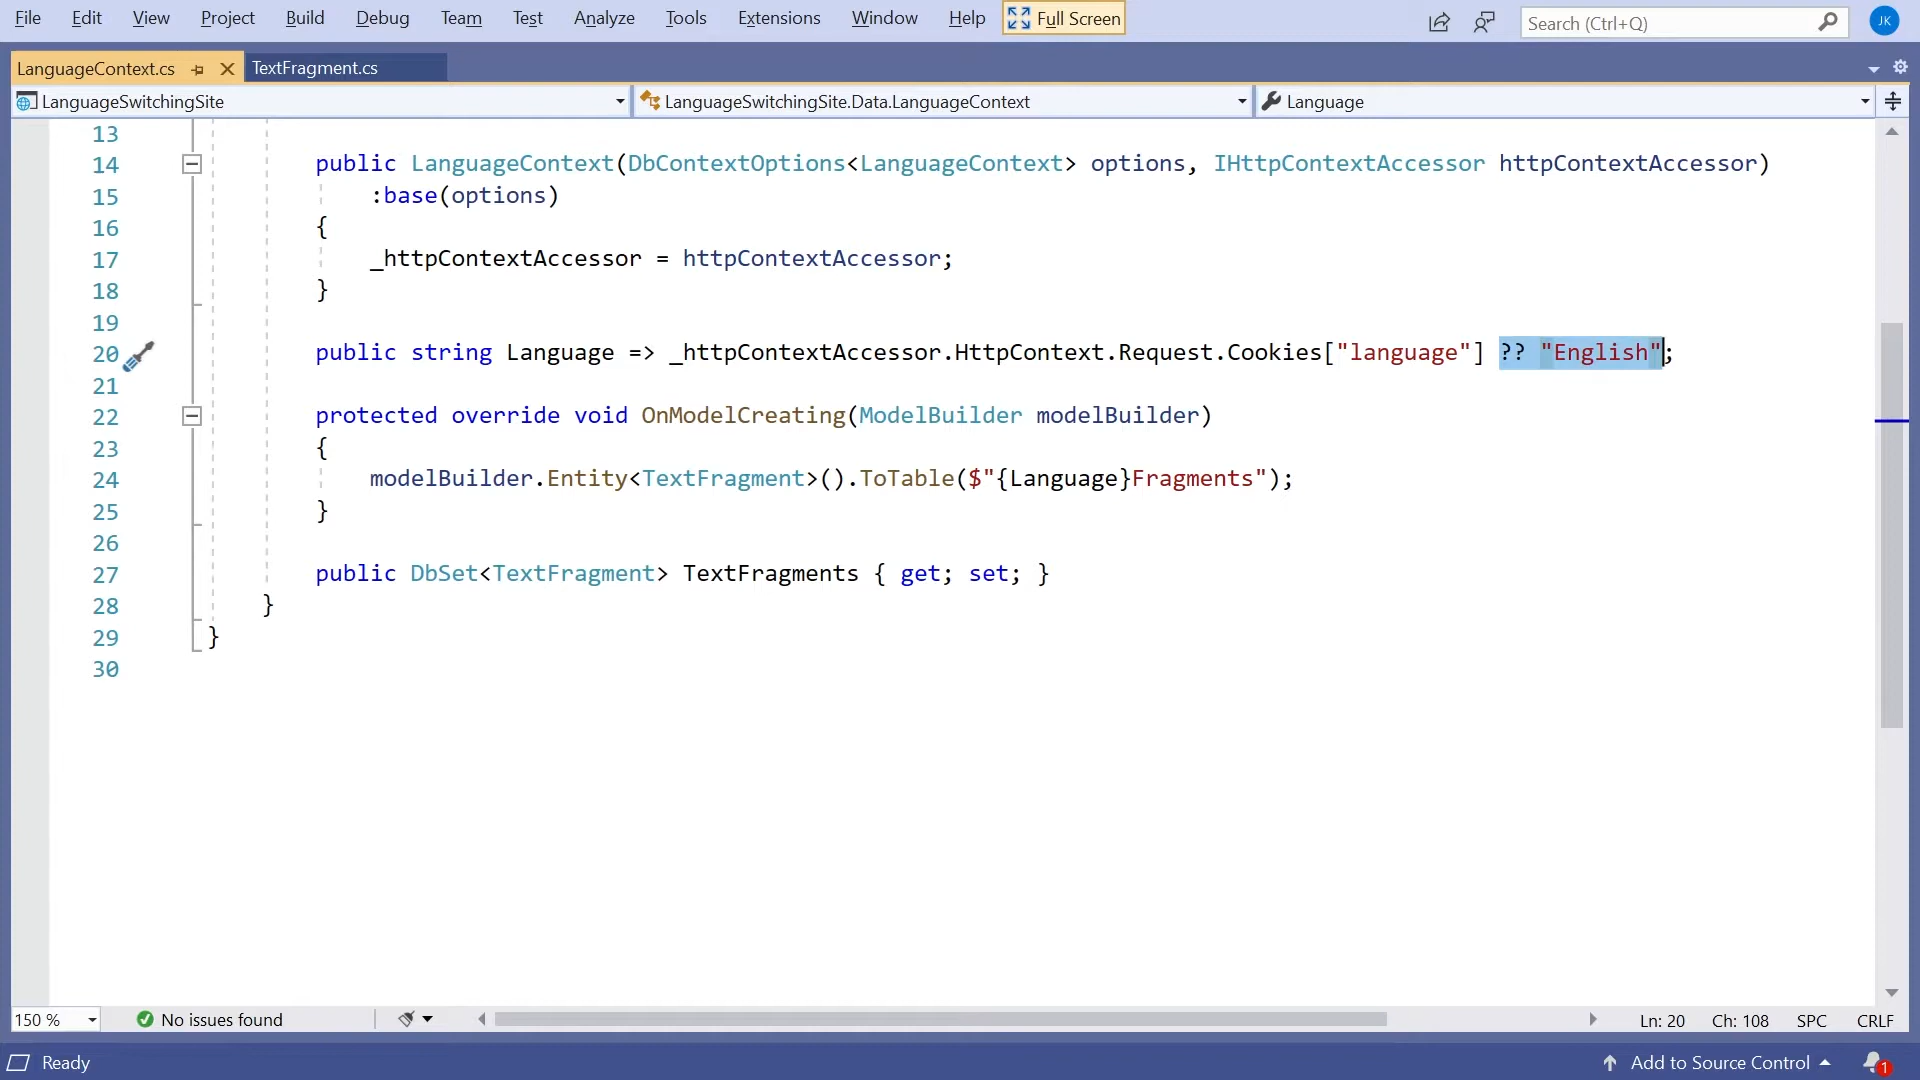 File Edit View Project Build Debug Team Test Analyze Tools Extensions Window Help Full Screen Search (Ctrl+Q) JK
LanguageContext.cs TextFragment.cs
LanguageSwitchingSite LanguageSwitchingSite.Data.LanguageContext Language
13
14 public LanguageContext(DbContextOptions<LanguageContext> options, IHttpContextAccessor httpContextAccessor)
15 :base(options)
16 {
17 _httpContextAccessor = httpContextAccessor;
18 }
19
20 public string Language => _httpContextAccessor.HttpContext.Request.Cookies["language"] ?? "English";
21
22 protected override void OnModelCreating(ModelBuilder modelBuilder)
23 {
24 modelBuilder.Entity<TextFragment>().ToTable($"{Language}Fragments");
25 }
26
27 public DbSet<TextFragment> TextFragments { get; set; }
28 }
29 }
30
150 % No issues found Ln: 20 Ch: 108 SPC CRLF
Ready Add to Source Control 1